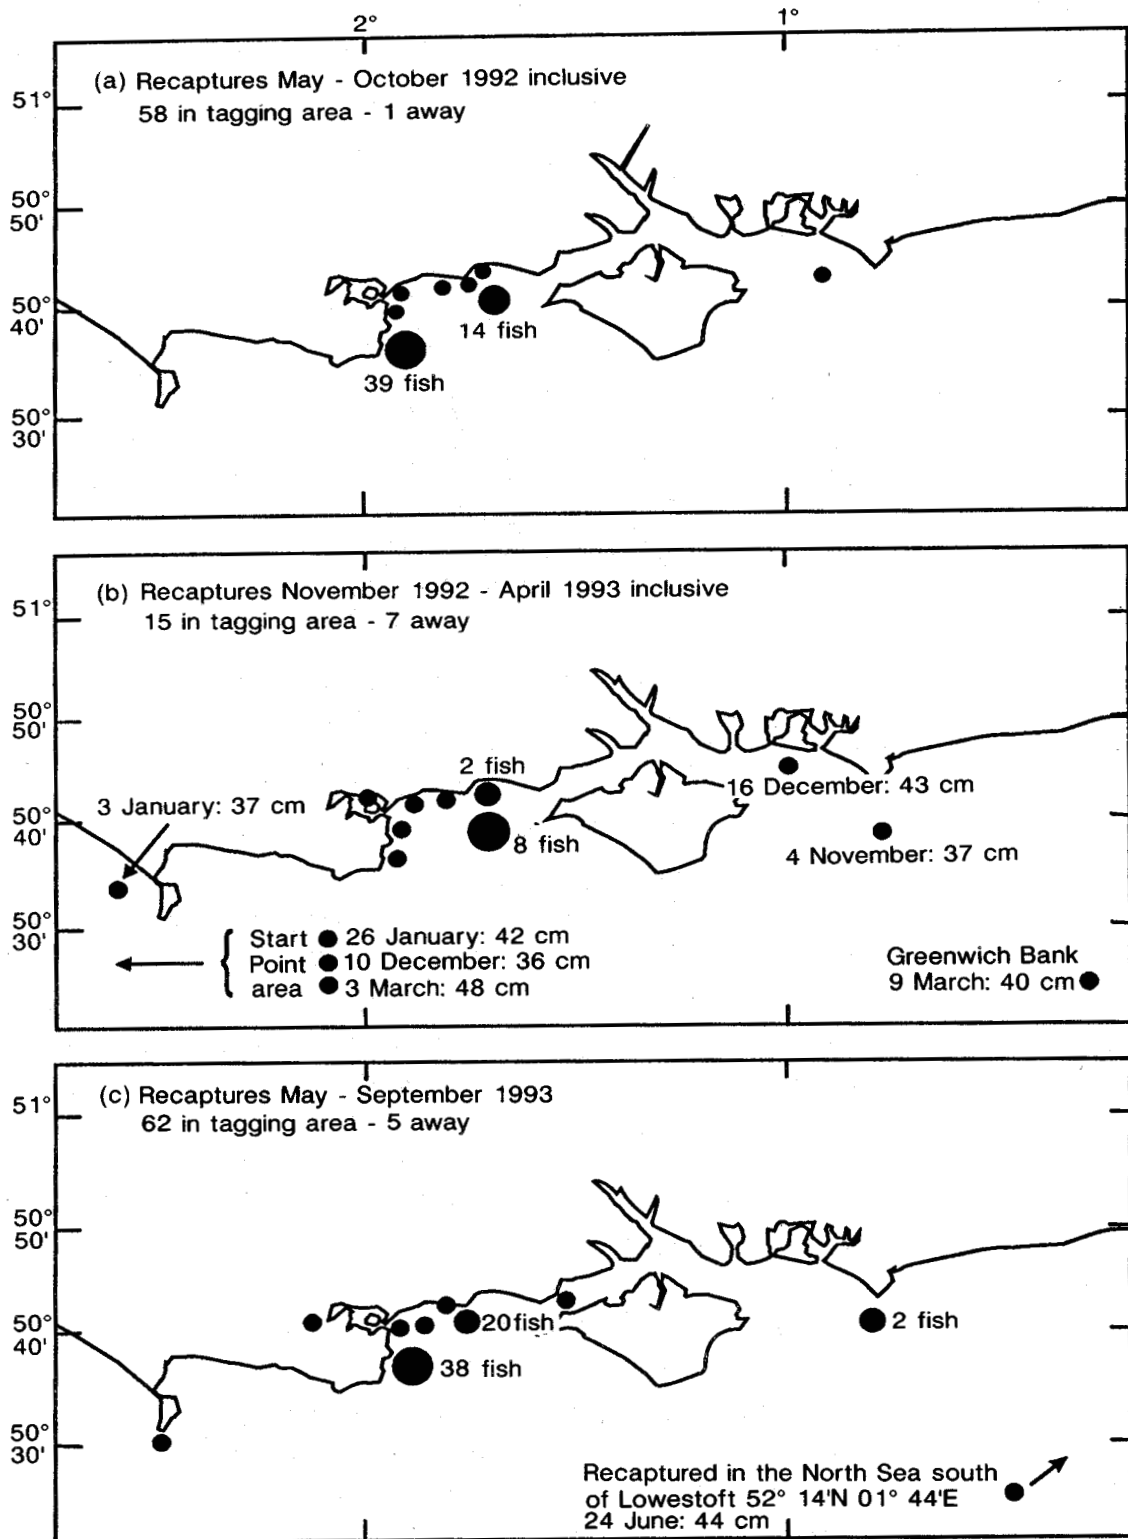 2° 1°
(a) Recaptures May - October 1992 inclusive
58 in tagging area - 1 away
51°
50°
50'
50°
40'
14 fish
39 fish
50°
30'
2° 1°
(b) Recaptures November 1992 - April 1993 inclusive
15 in tagging area - 7 away
51°
50°
50'
2 fish
16 December: 43 cm
3 January: 37 cm
50°
40'
8 fish
4 November: 37 cm
50°
30'
Start 26 January: 42 cm
Point 10 December: 36 cm
area 3 March: 48 cm
Greenwich Bank
9 March: 40 cm
(c) Recaptures May - September 1993
62 in tagging area - 5 away
51°
50°
50'
50°
40'
20 fish
2 fish
38 fish
50°
30'
Recaptured in the North Sea south
of Lowestoft 52° 14'N 01° 44'E
24 June: 44 cm